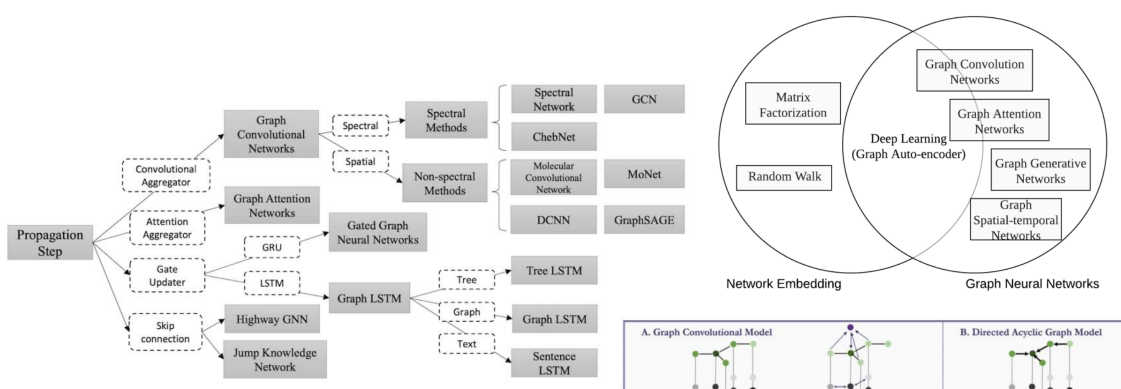 Propagation
Step
Convolutional
Aggregator
Attention
Aggregator
Gate
Updater
Skip
connection
Graph
Convolutional
Networks
Graph Attention
Networks
GRU
LSTM
Highway GNN
Jump Knowledge
Network
Spectral
Spatial
Gated Graph
Neural Networks
Graph LSTM
Spectral
Methods
Non-spectral
Methods
Tree
Graph
Text
Spectral
Network
GCN
ChebNet
Molecular
Convolutional
Network
MoNet
DCNN
GraphSAGE
Tree LSTM
Graph LSTM
Sentence
LSTM
Matrix
Factorization
Random Walk
Deep Learning
(Graph Auto-encoder)
Graph Convolution
Networks
Graph Attention
Networks
Graph Generative
Networks
Graph
Spatial-temporal
Networks
Network Embedding
Graph Neural Networks
A. Graph Convolutional Model
B. Directed Acyclic Graph Model